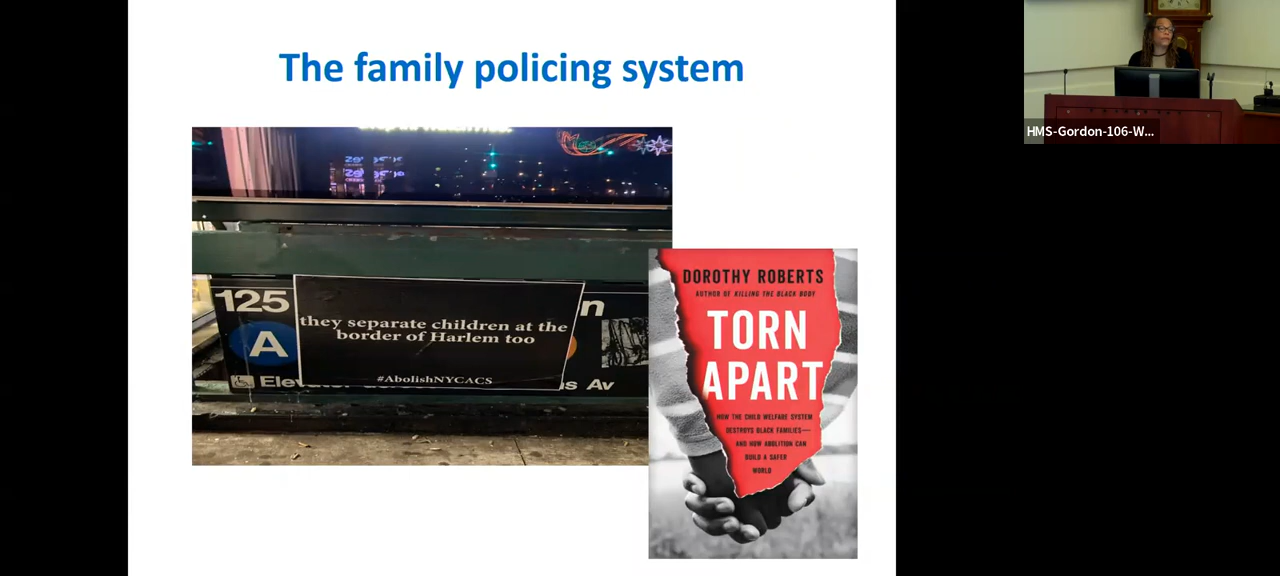 The family policing system
HMS-Gordon-106-W...
125
A
n
they separate children at the
border of Harlem too
#AbolishNYCACS
Av
DOROTHY ROBERTS
AUTHOR OF KILLING THE BLACK BODY
TORN
APART
HOW THE CHILD WELFARE SYSTEM
DESTROYS BLACK FAMILIES—
AND HOW ABOLITION CAN
BUILD A SAFER
WORLD